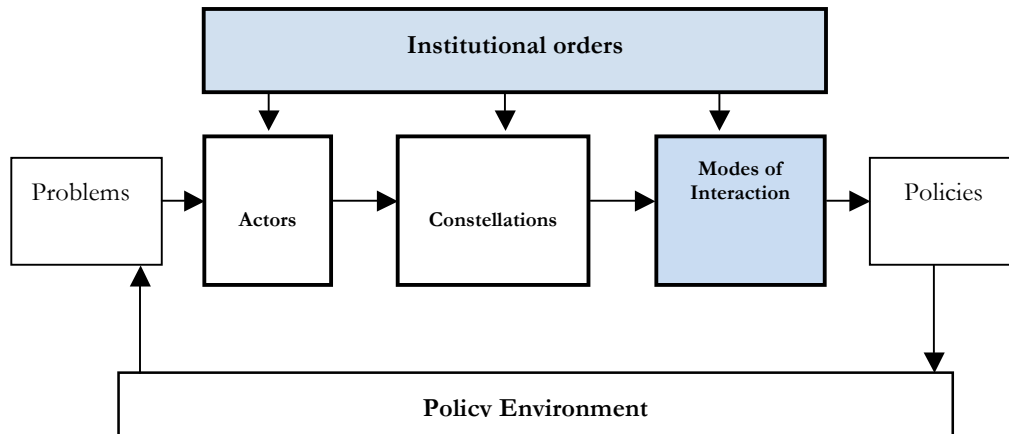 Institutional orders
Problems
Actors
Constellations
Modes of
Interaction
Policies
Policy Environment